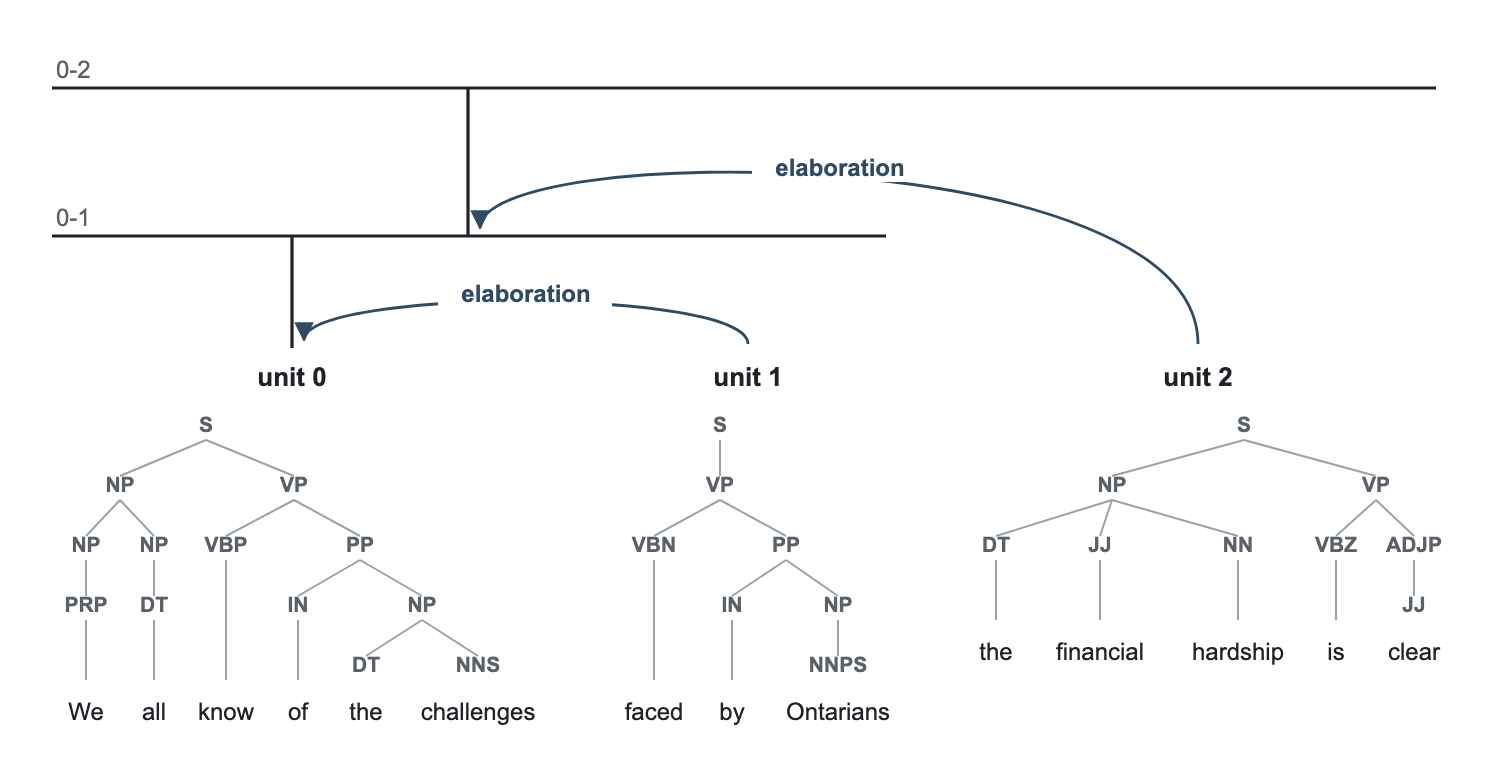 0-2
elaboration
0-1
elaboration
unit 0 unit 1 unit 2
S S S
NP VP VP NP VP
NP NP VBP PP VBN PP DT JJ NN VBZ ADJP
PRP DT IN NP IN NP JJ
the financial hardship is clear
DT NNS NNPS
We all know of the challenges faced by Ontarians